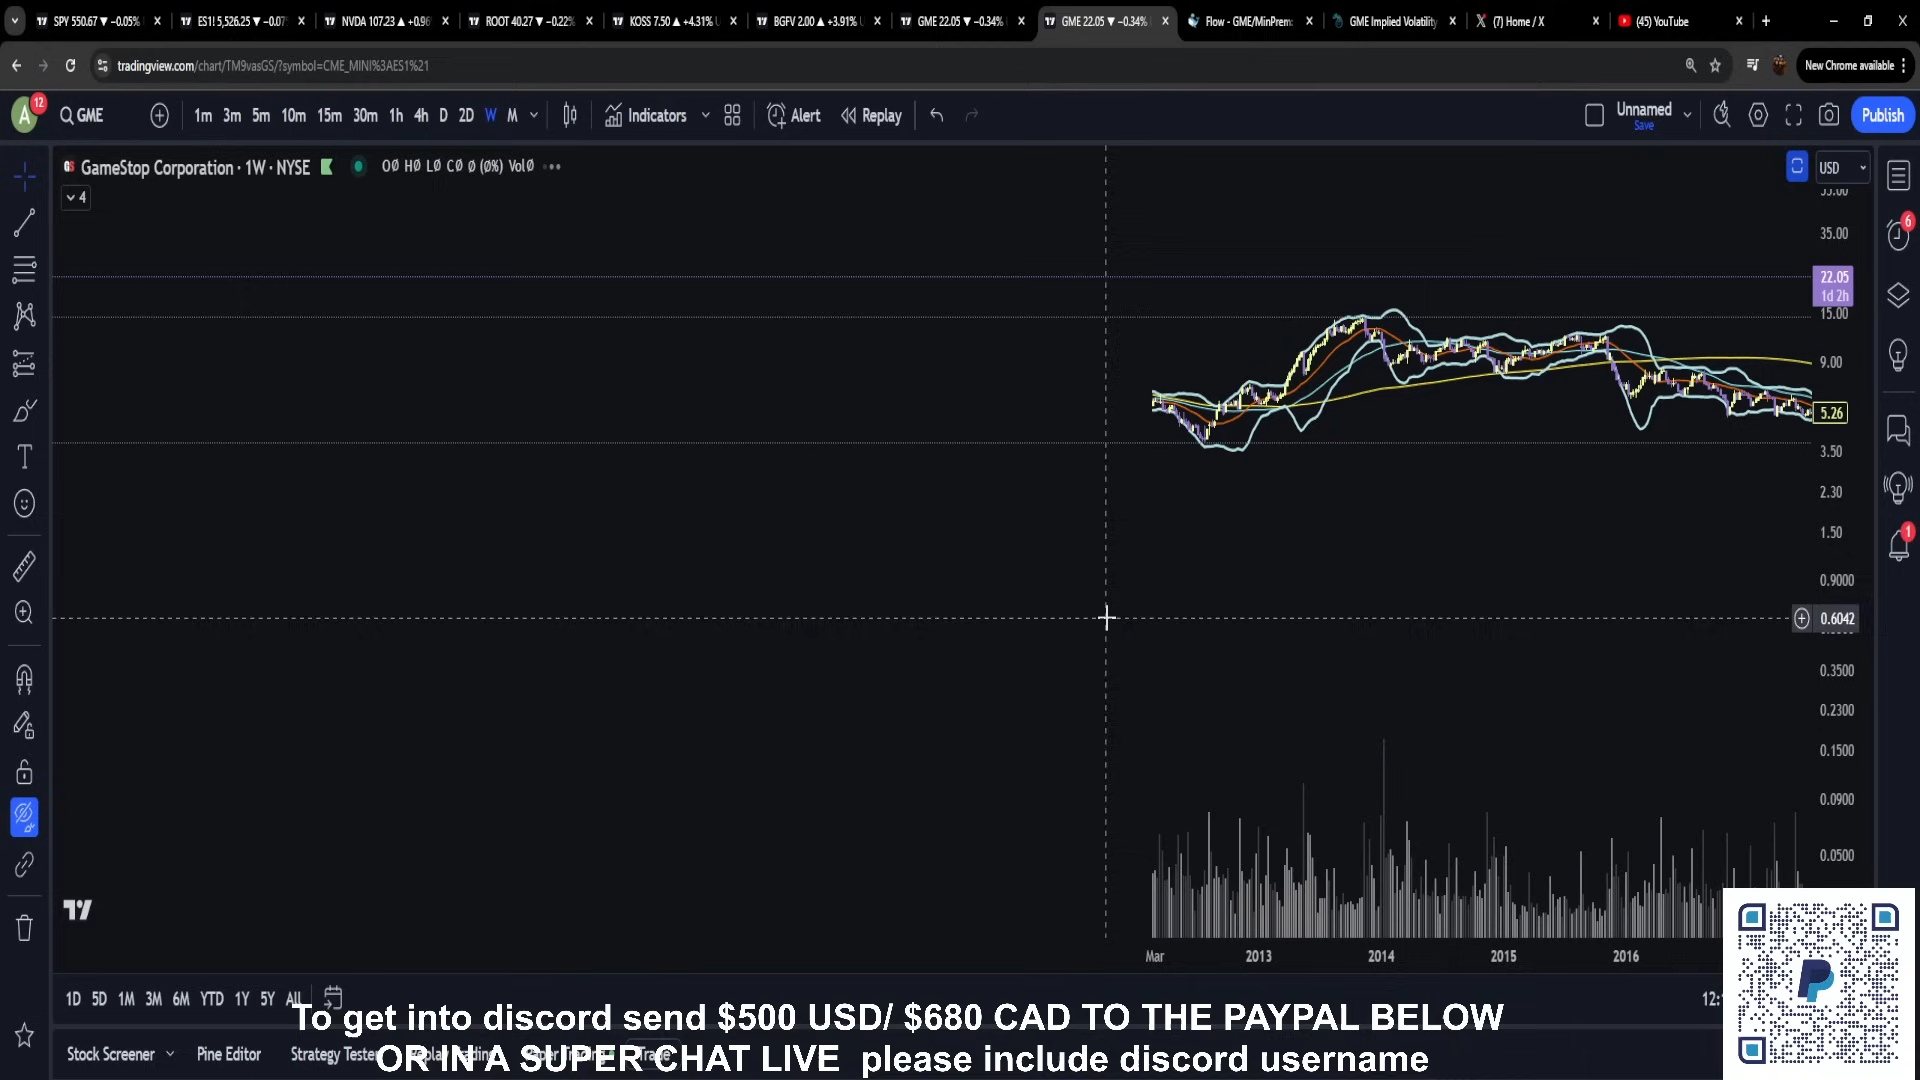 SPY 550.67 ▼ −0.05%
ES1! 5,526.25 ▼ −0.07%
NVDA 107.23 ▲ +0.96
ROOT 40.27 ▼ −0.22%
KOSS 7.50 ▲ +4.31% U
BGFV 2.00 ▲ +3.91% U
GME 22.05 ▼ −0.34%
GME 22.05 ▼ −0.34%
Flow - GME/MinPrem:
GME Implied Volatility
(7) Home / X
(45) YouTube
tradingview.com/chart/TM9vasGS/?symbol=CME_MINI%3AES1%21
New Chrome available
A
12
GME
1m 3m 5m 10m 15m 30m 1h 4h D 2D W M
Indicators
Alert
Replay
Unnamed
Save
Publish
GameStop Corporation · 1W · NYSE
O0 H0 L0 C0 0 (0%) Vol0
4
USD
35.00
22.05
1d 2h
15.00
9.00
5.26
3.50
2.30
1.50
0.9000
0.6042
0.3500
0.2300
0.1500
0.0900
0.0500
6
1
Mar 2013 2014 2015 2016
1D 5D 1M 3M 6M YTD 1Y 5Y All
To get into discord send $500 USD/ $680 CAD TO THE PAYPAL BELOW
OR IN A SUPER CHAT LIVE please include discord username
Stock Screener
Pine Editor
Strategy Tester